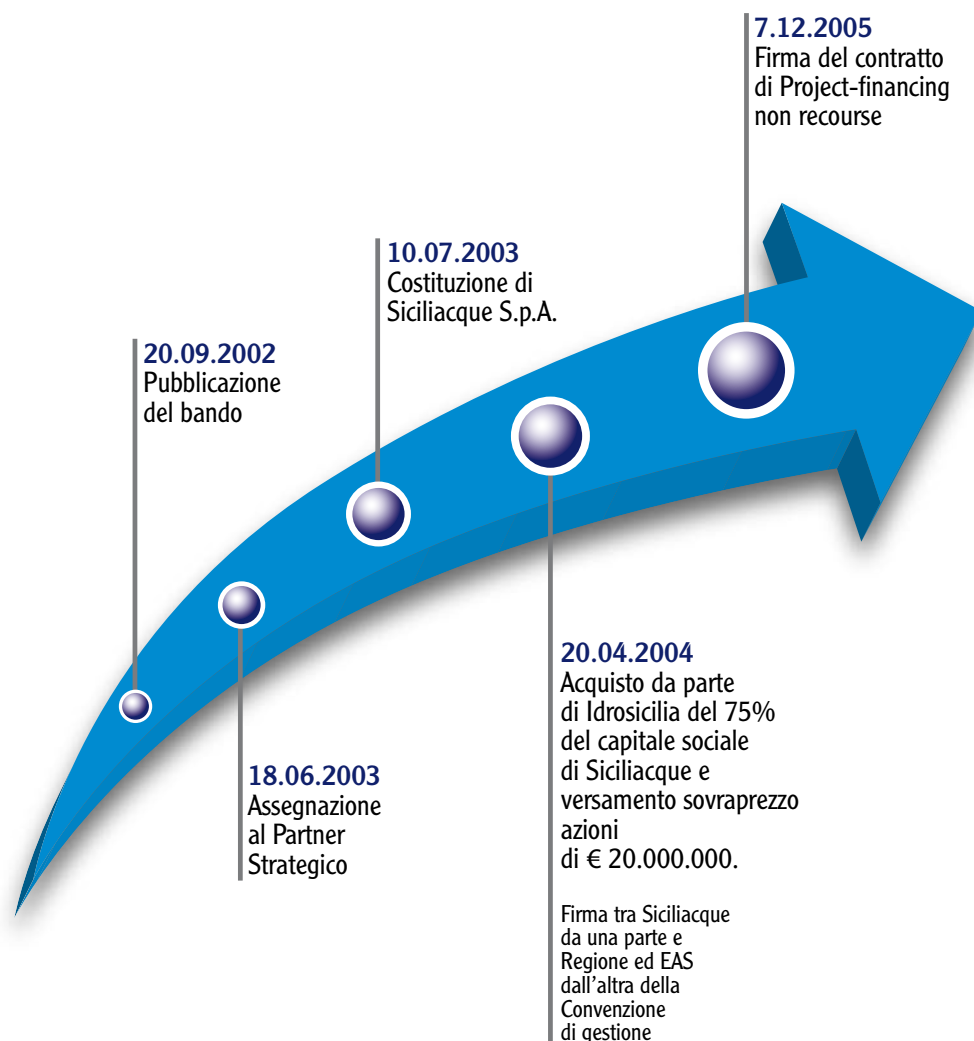 20.09.2002
Pubblicazione
del bando
18.06.2003
Assegnazione
al Partner
Strategico
10.07.2003
Costituzione di
Siciliacque S.p.A.
20.04.2004
Acquisto da parte
di Idrosicilia del 75%
del capitale sociale
di Siciliacque e
versamento sovraprezzo
azioni
di € 20.000.000.
Firma tra Siciliacque
da una parte e
Regione ed EAS
dall'altra della
Convenzione
di gestione
7.12.2005
Firma del contratto
di Project-financing
non recourse